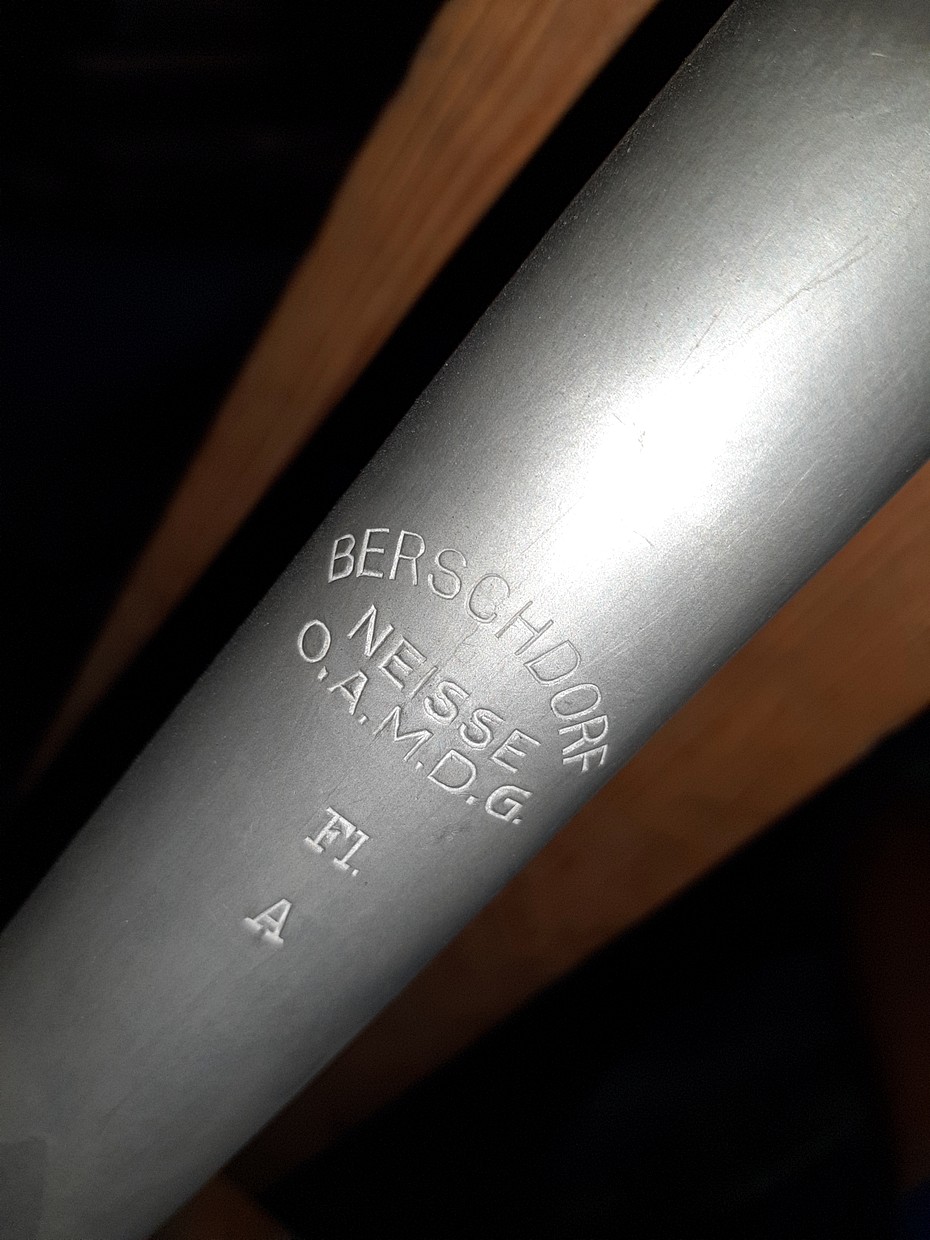 BERSCHDORF
NEISSE
O.A.M.D.G.
Fl.
A